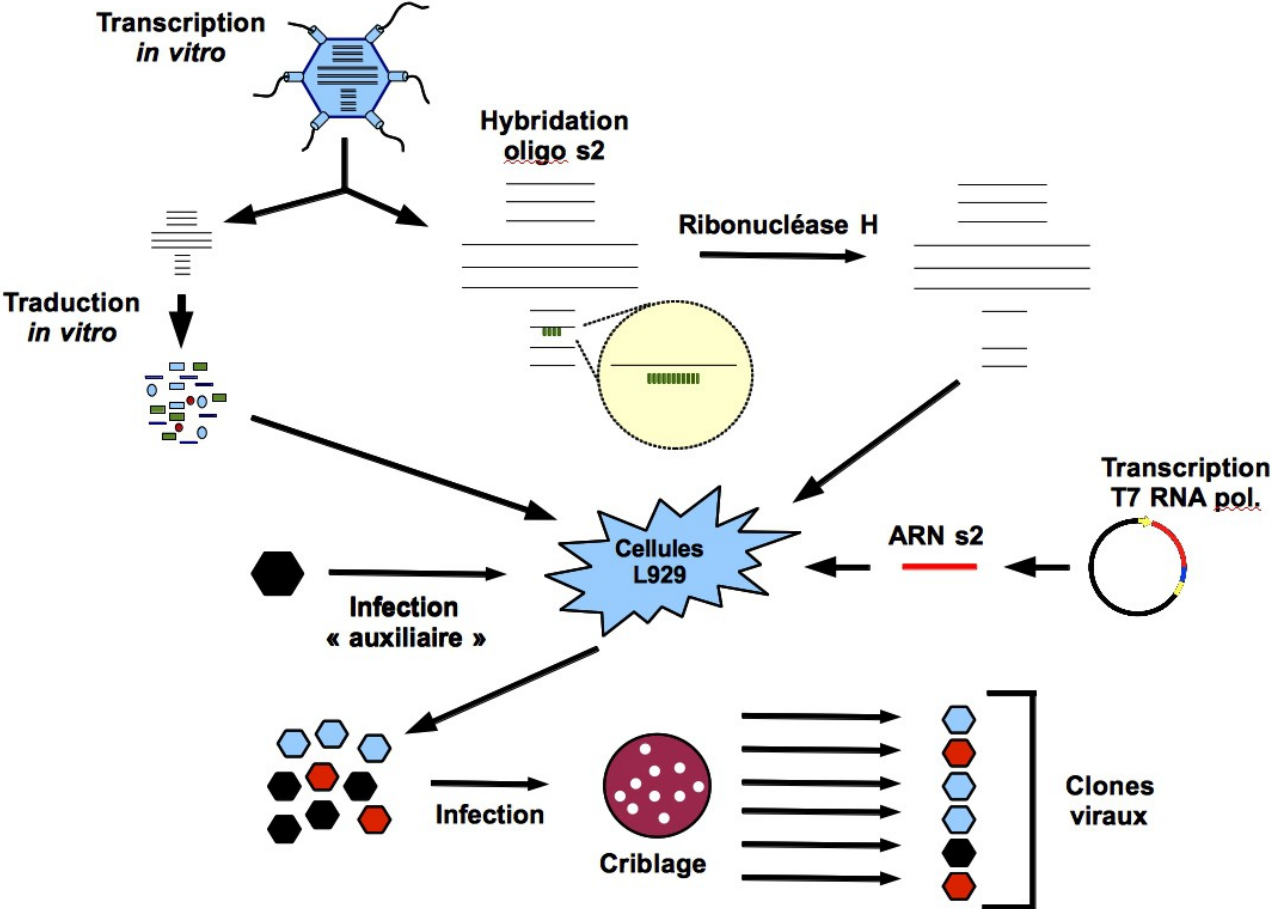 Transcription
in vitro
Hybridation
oligo s2
Ribonucléase H
Traduction
in vitro
Transcription
T7 RNA pol.
Cellules
L929
ARN s2
Infection
« auxiliaire »
Infection
Criblage
Clones
viraux